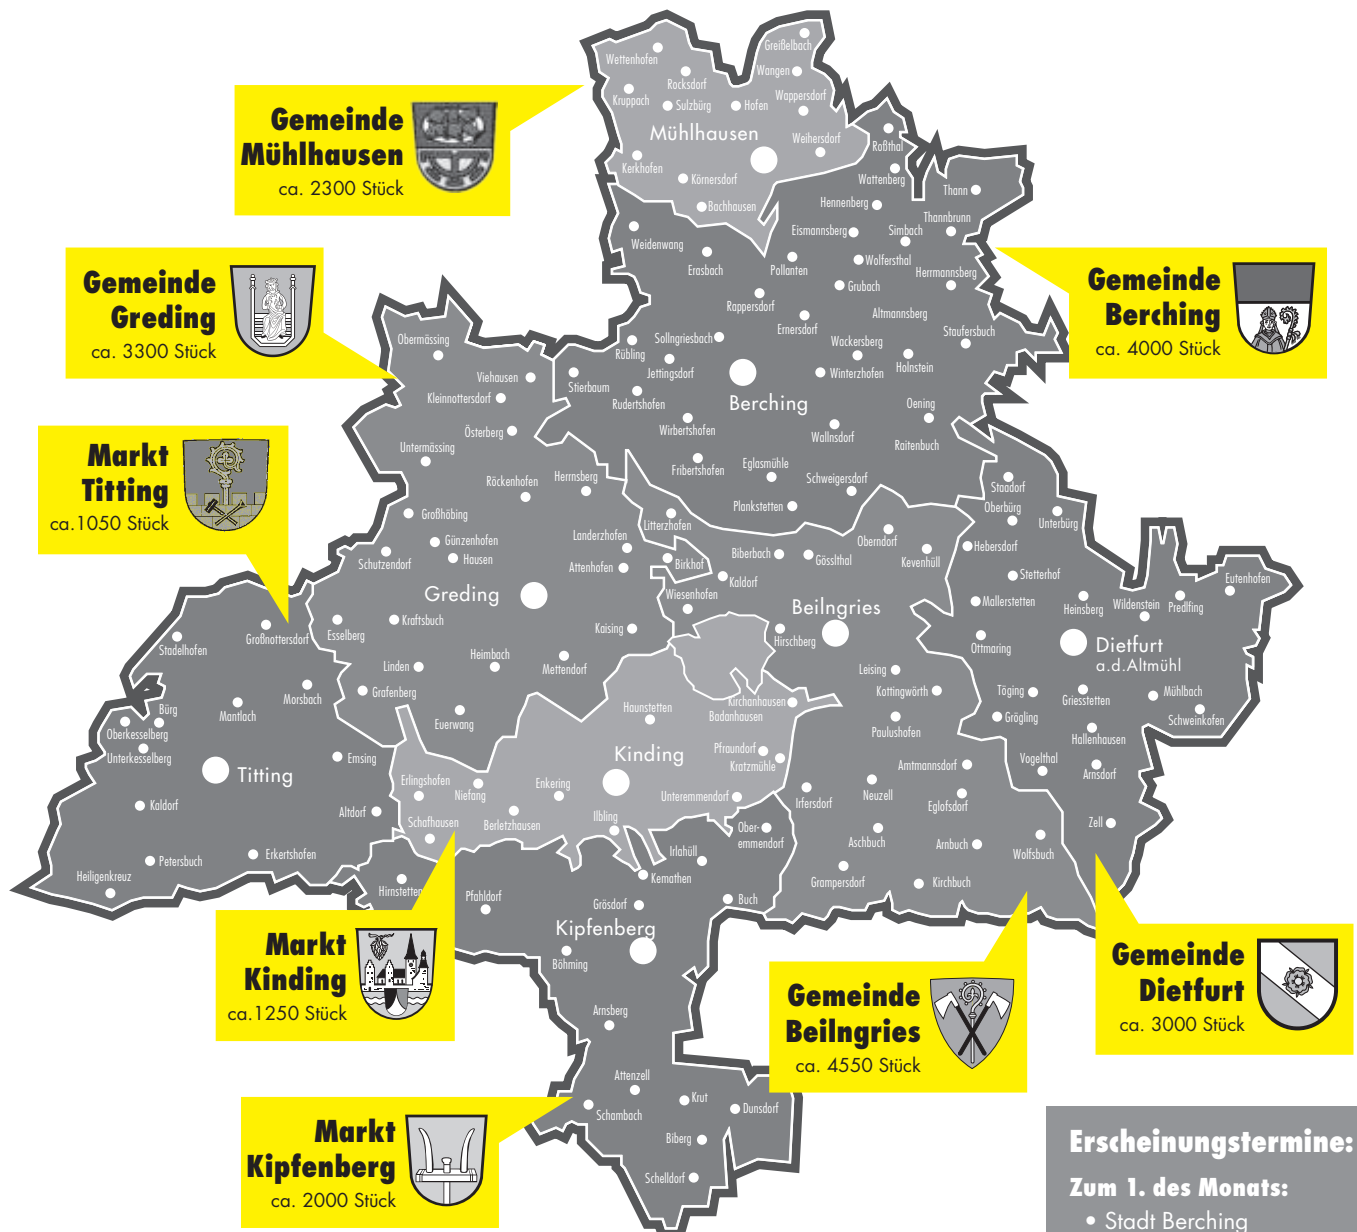 Gemeinde
Mühlhausen
ca. 2300 Stück
Gemeinde
Greding
ca. 3300 Stück
Markt
Titting
ca.1050 Stück
Gemeinde
Berching
ca. 4000 Stück
Markt
Kinding
ca.1250 Stück
Markt
Kipfenberg
ca. 2000 Stück
Gemeinde
Beilngries
ca. 4550 Stück
Gemeinde
Dietfurt
ca. 3000 Stück
Greißelbach
Wettenhofen
Wangen
Rocksdorf
Kruppach
Wappersdorf
Sulzbürg
Hofen
Mühlhausen
Weihersdorf
Kerkhofen
Körnersdorf
Bachhausen
Roßthal
Wattenberg
Thann
Hennenberg
Thannbrunn
Eismannsberg
Simbach
Weidenwang
Erasbach
Pollanten
Wolfersthal
Herrmannsberg
Grubach
Rappersdorf
Altmannsberg
Ernersdorf
Staufersbuch
Sollngriesbach
Wackersberg
Rübling
Jettingsdorf
Holnstein
Winterzhofen
Stierbaum
Berching
Rudertshofen
Oening
Wirbertshofen
Wallnsdorf
Raitenbuch
Fribertshofen
Eglasmühle
Schweigersdorf
Plankstetten
Obermässing
Viehausen
Kleinnottersdorf
Österberg
Untermässing
Röckenhofen
Herrnsberg
Großhöbing
Günzenhofen
Landerzhofen
Schutzendorf
Hausen
Attenhofen
Greding
Kraftsbuch
Esselberg
Kaising
Linden
Heimbach
Mettendorf
Grafenberg
Euerwang
Litterzhofen
Birkhof
Biberbach
Gösslthal
Oberndorf
Kevenhüll
Kaldorf
Wiesenhofen
Beilngries
Hirschberg
Leising
Kottingwörth
Paulushofen
Amtmannsdorf
Irfersdorf
Neuzell
Eglofsdorf
Aschbuch
Arnbuch
Wolfsbuch
Grampersdorf
Kirchbuch
Staadorf
Oberbürg
Unterbürg
Hebersdorf
Stetterhof
Eutenhofen
Mallerstetten
Heinsberg
Wildenstein
Predlfing
Ottmaring
Dietfurt
a.d.Altmühl
Töging
Griesstetten
Mühlbach
Grögling
Schweinkofen
Hallenhausen
Vogelthal
Arnsdorf
Zell
Stadelhofen
Großnottersdorf
Morsbach
Bürg
Mantlach
Oberkesselberg
Unterkesselberg
Emsing
Titting
Kaldorf
Altdorf
Petersbuch
Erkertshofen
Heiligenkreuz
Haunstetten
Kirchanhausen
Badanhausen
Pfraundorf
Kratzmühle
Kinding
Erlingshofen
Niefang
Enkering
Unteremmendorf
Schafhausen
Berletzhausen
Ilbling
Ober-
emmendorf
Irlahüll
Hirnstetten
Kemathen
Pfahldorf
Grösdorf
Buch
Kipfenberg
Böhming
Arnsberg
Attenzell
Schambach
Krut
Dunsdorf
Biberg
Schelldorf
Erscheinungstermine:
Zum 1. des Monats:
• Stadt Berching